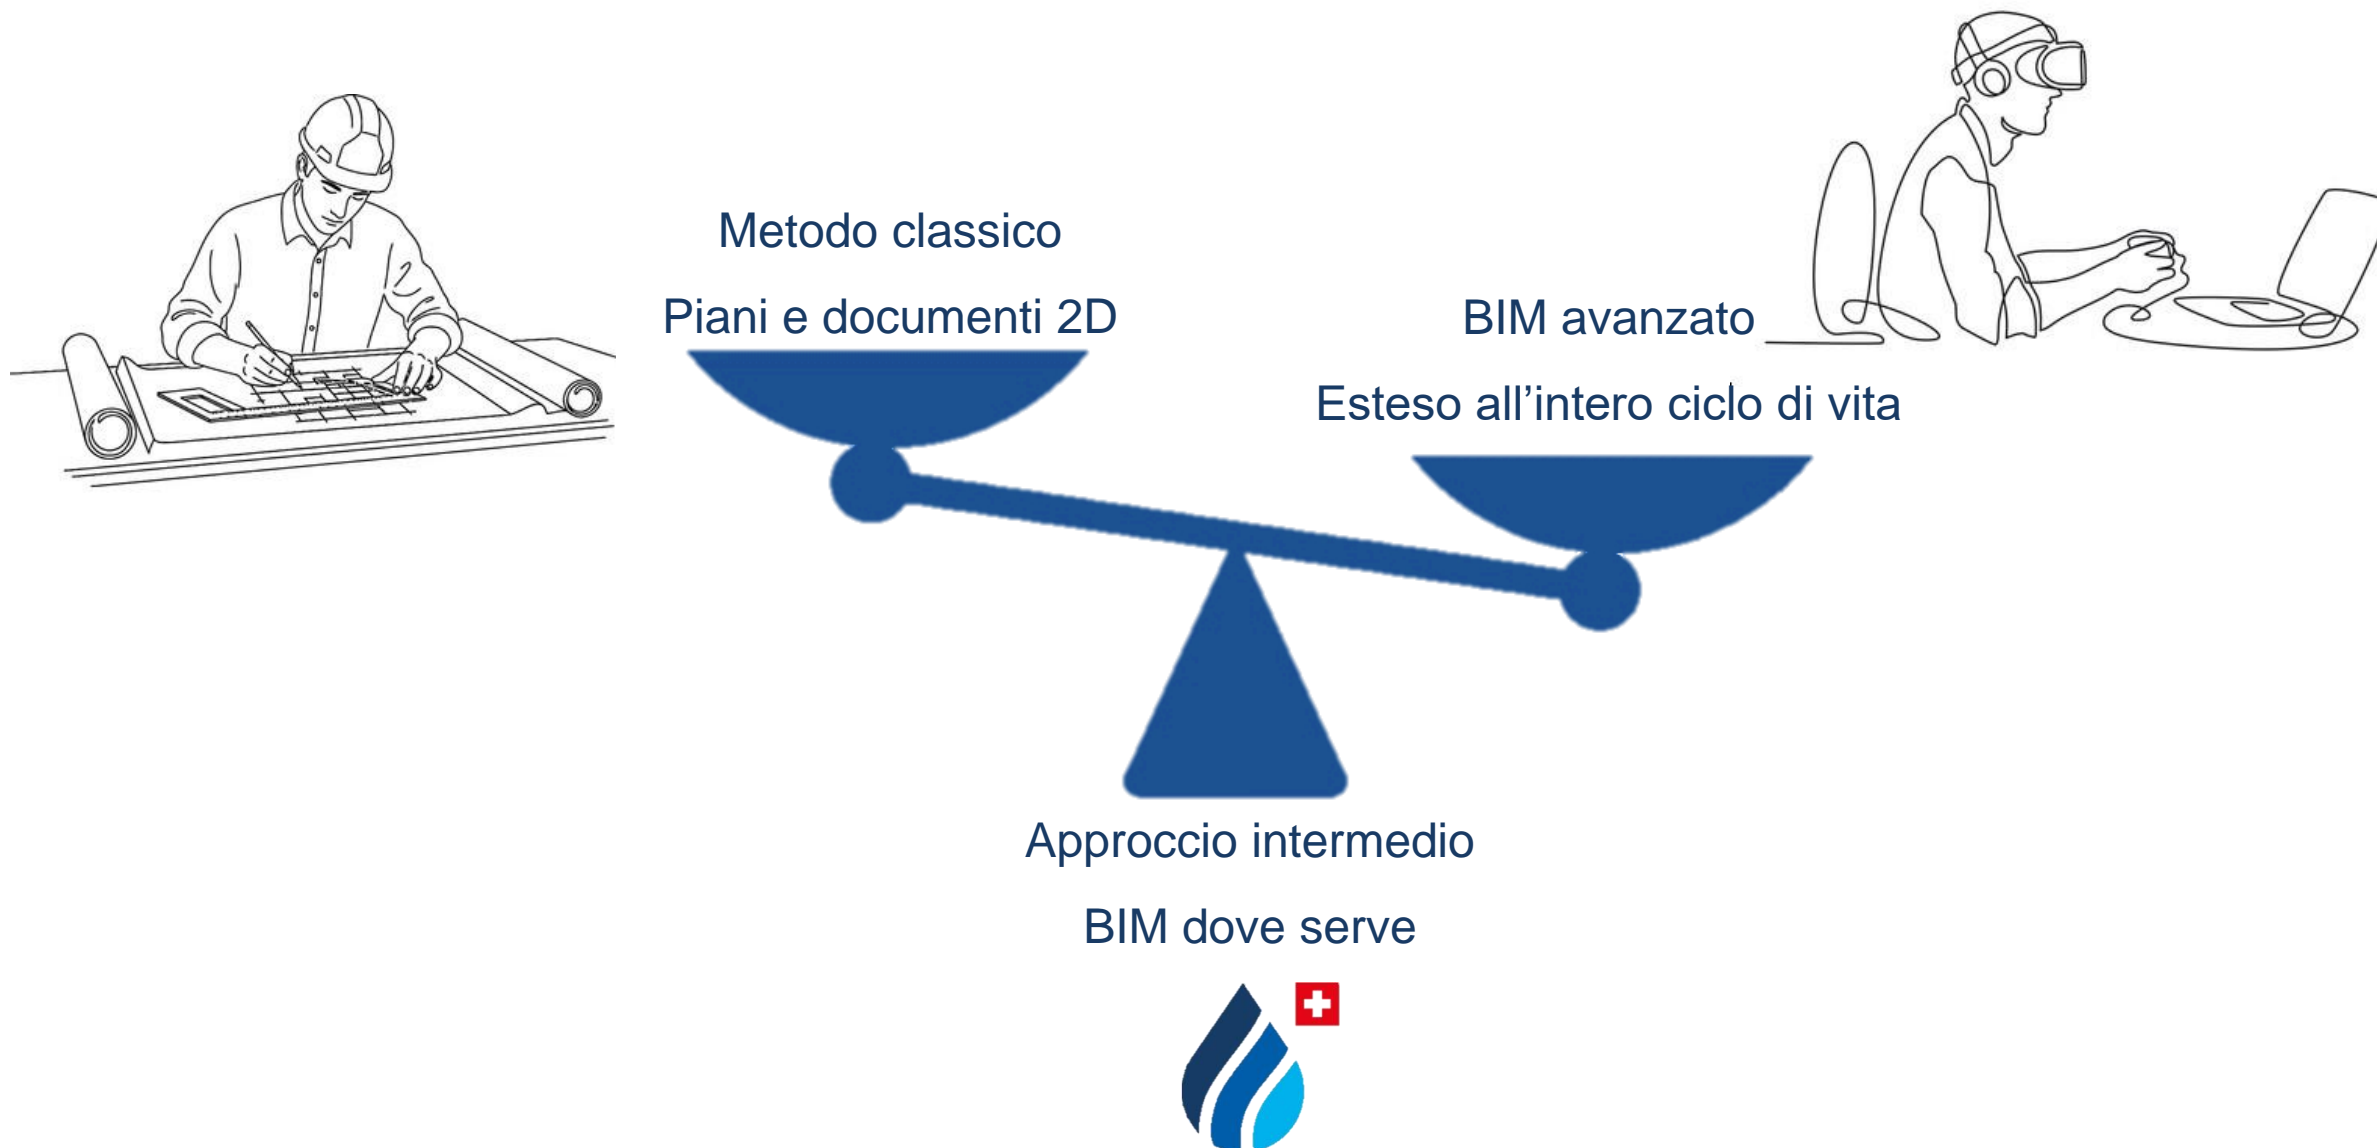 Metodo classico
Piani e documenti 2D
BIM avanzato
Esteso all’intero ciclo di vita
Approccio intermedio
BIM dove serve